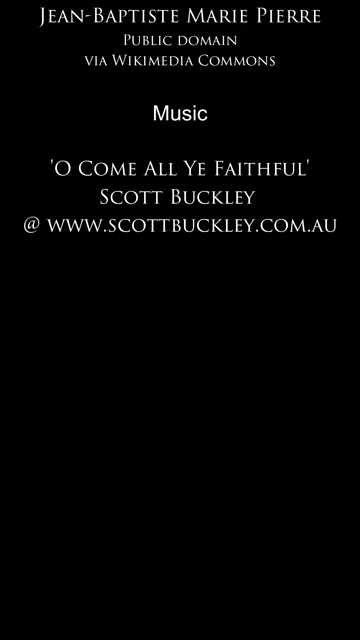 Jean-Baptiste Marie Pierre
Public domain
via Wikimedia Commons
Music
'O Come All Ye Faithful'
Scott Buckley
@ www.scottbuckley.com.au